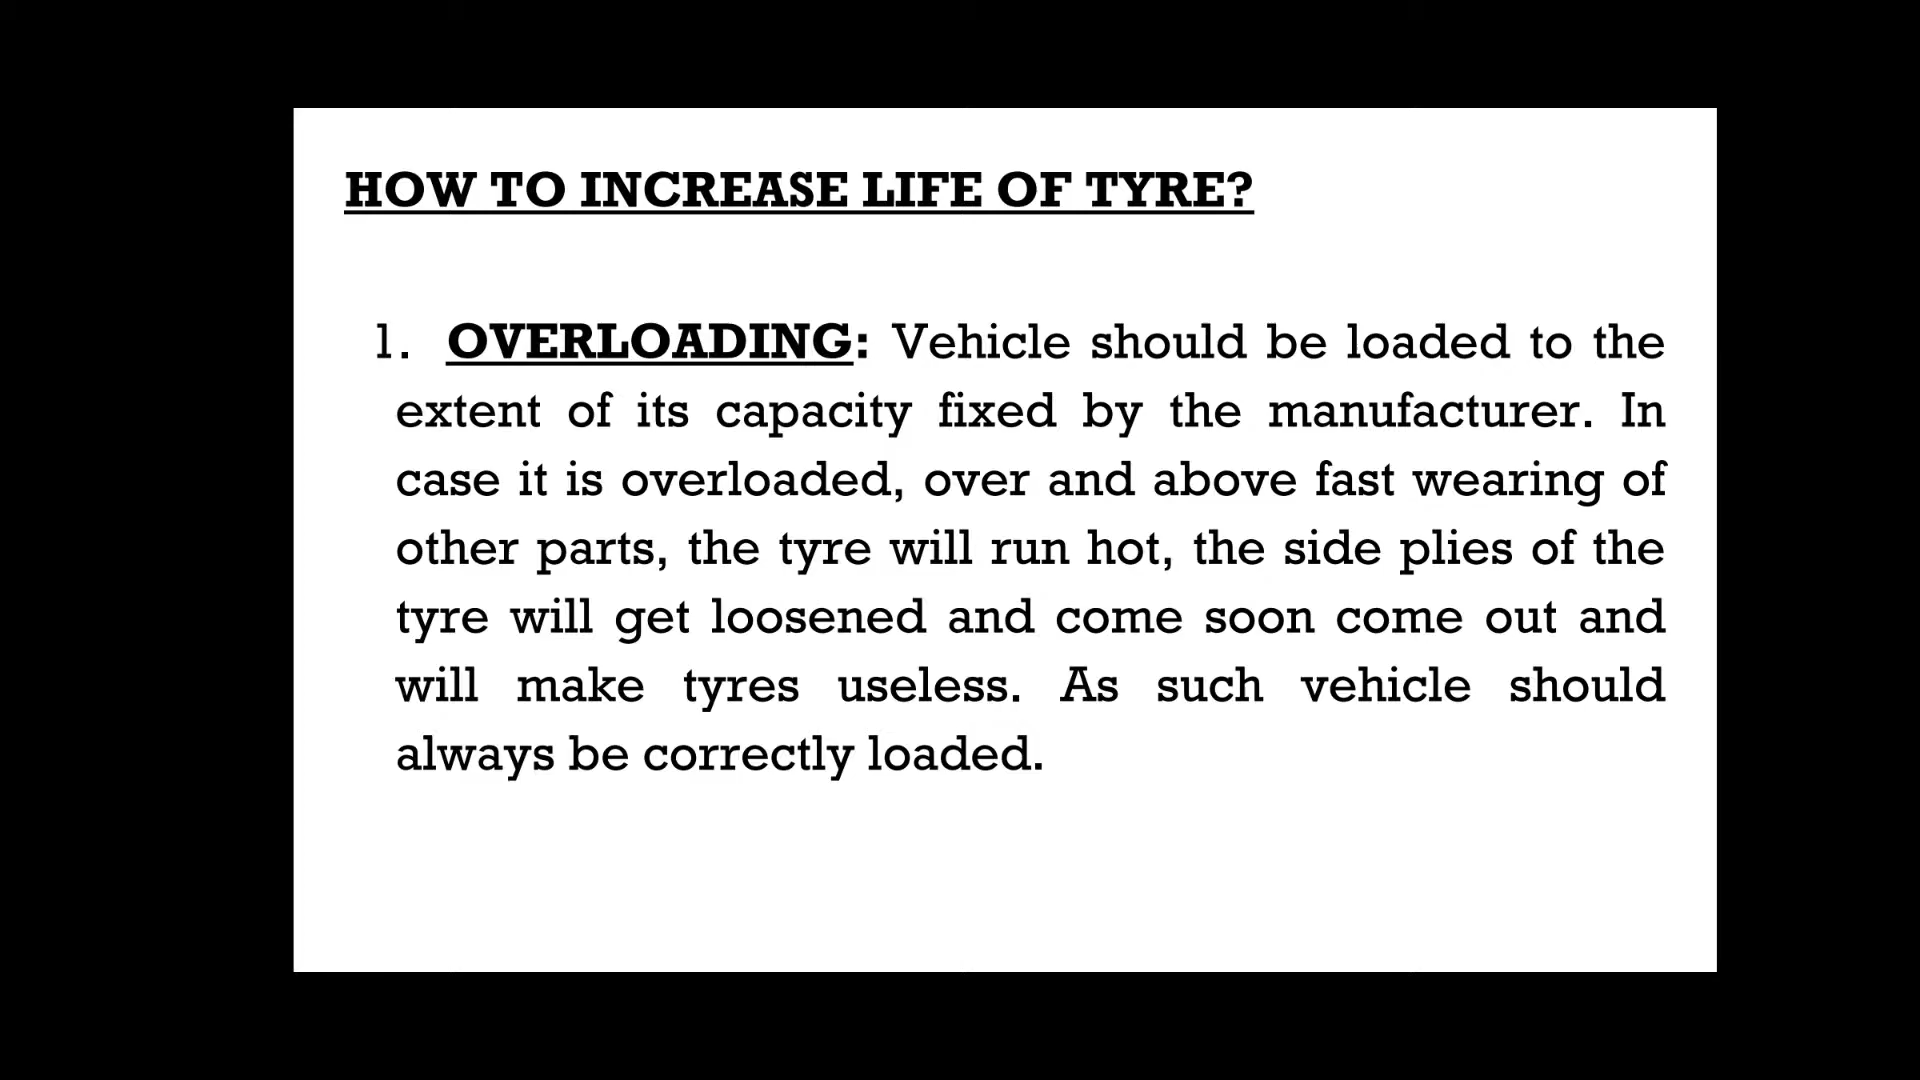 HOW TO INCREASE LIFE OF TYRE?
1. OVERLOADING: Vehicle should be loaded to the
extent of its capacity fixed by the manufacturer. In
case it is overloaded, over and above fast wearing of
other parts, the tyre will run hot, the side plies of the
tyre will get loosened and come soon come out and
will make tyres useless. As such vehicle should
always be correctly loaded.